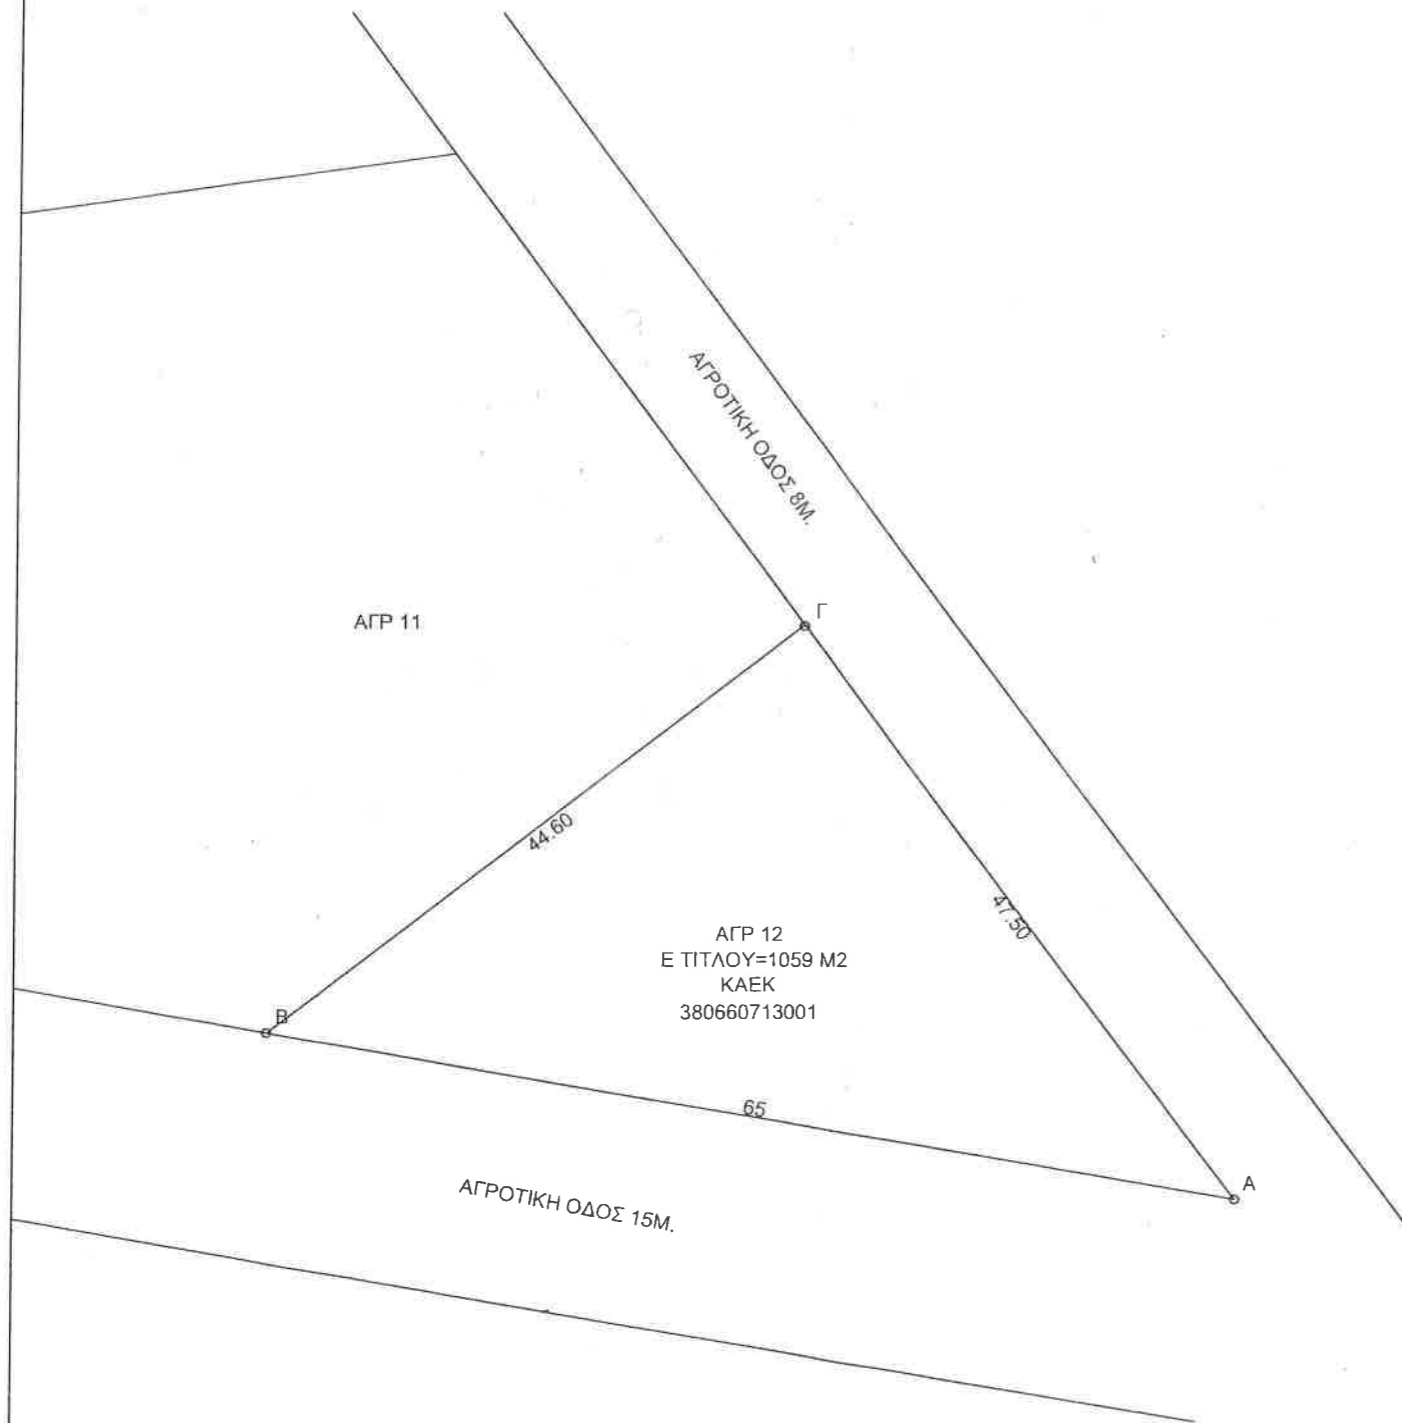 ΑΓΡΟΤΙΚΗ ΟΔΟΣ 8Μ.
Γ
ΑΓΡ 11
44.60
47.50
ΑΓΡ 12
Ε ΤΙΤΛΟΥ=1059 Μ2
ΚΑΕΚ
380660713001
Β
65
Α
ΑΓΡΟΤΙΚΗ ΟΔΟΣ 15Μ.